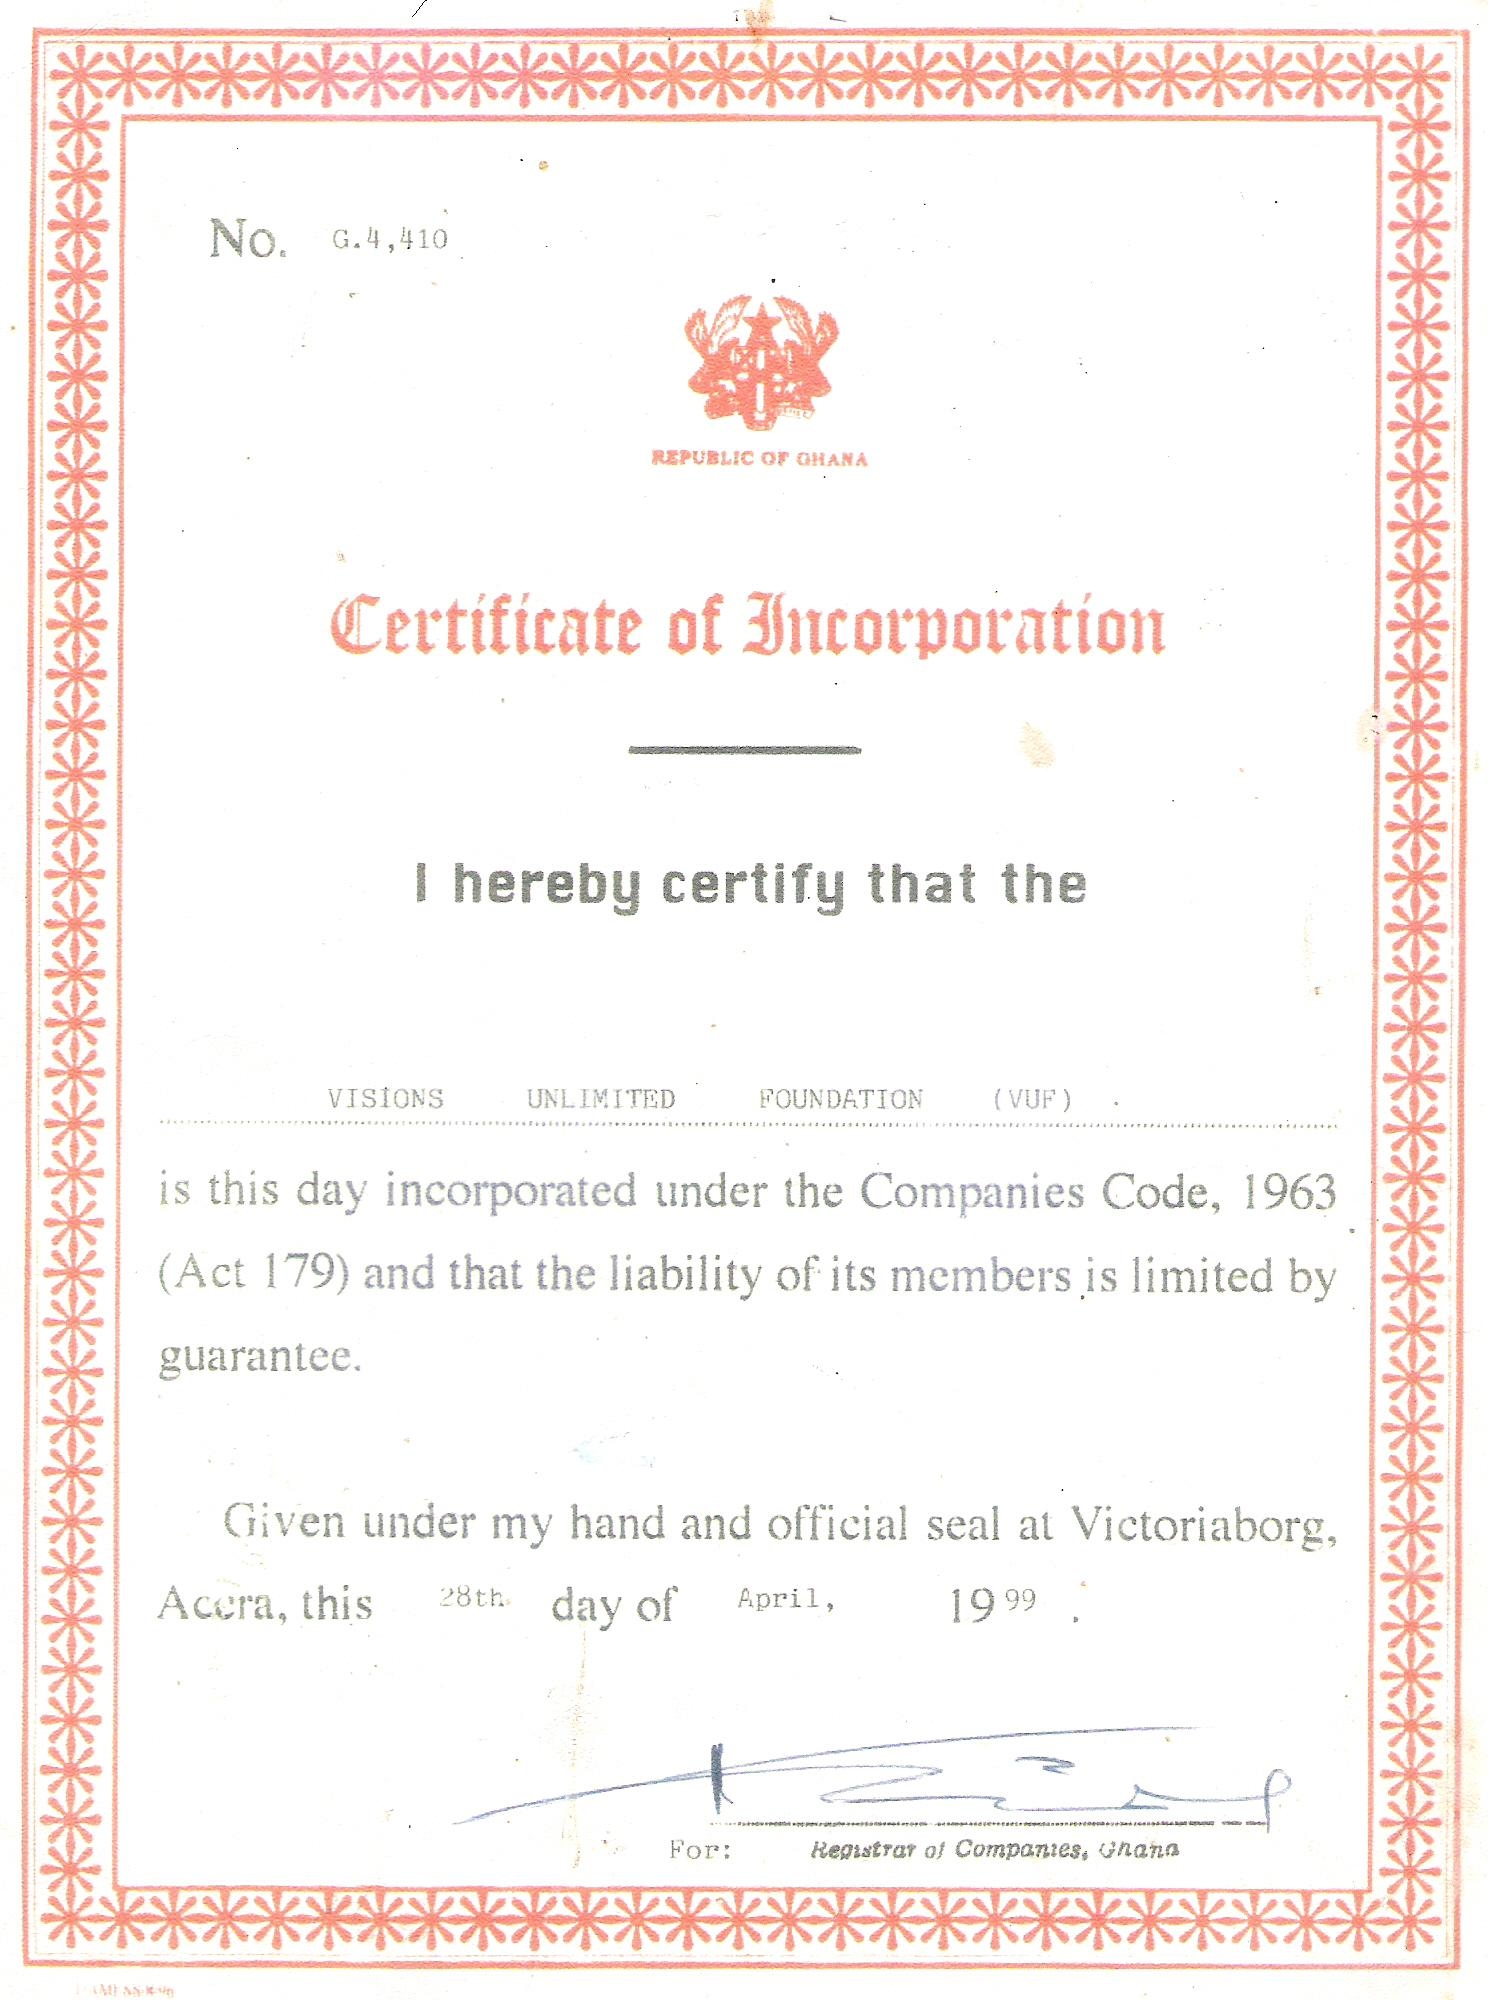 No. G.4,410
REPUBLIC OF GHANA
Certificate of Incorporation
I hereby certify that the
VISIONS UNLIMITED FOUNDATION (VUF) .
is this day incorporated under the Companies Code, 1963
(Act 179) and that the liability of its members is limited by
guarantee.
Given under my hand and official seal at Victoriaborg,
Accra, this 28th day of April, 1999.
For: Registrar of Companies, Ghana